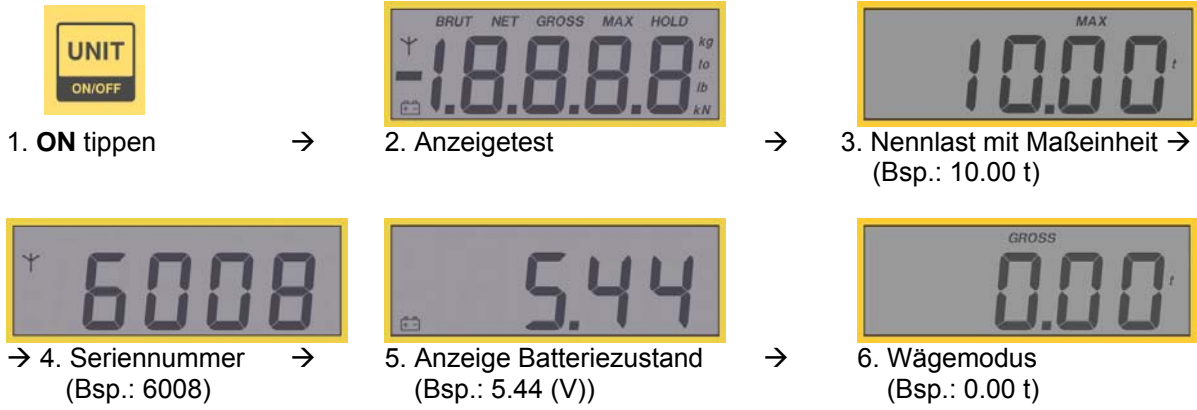 UNIT
ON/OFF
BRUT NET GROSS MAX HOLD
-1.8.8.8.8
kg
to
lb
kN
MAX
10.00 t
1. ON tippen →
2. Anzeigetest →
3. Nennlast mit Maßeinheit →
(Bsp.: 10.00 t)
6008
5.44
GROSS
0.00 t
→ 4. Seriennummer →
(Bsp.: 6008)
5. Anzeige Batteriezustand →
(Bsp.: 5.44 (V))
6. Wägemodus
(Bsp.: 0.00 t)